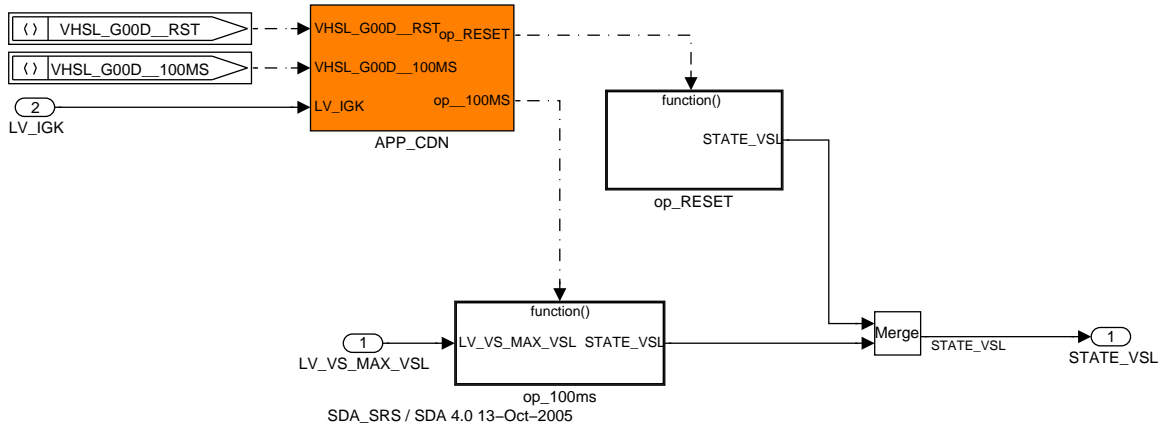 VHSL_G00D__RST
VHSL_G00D__100MS
2
LV_IGK
VHSL_G00D__RST
op_RESET
VHSL_G00D__100MS
op__100MS
LV_IGK
APP_CDN
function()
STATE_VSL
op_RESET
function()
1
LV_VS_MAX_VSL
LV_VS_MAX_VSL STATE_VSL
op_100ms
Merge
STATE_VSL
1
STATE_VSL
SDA_SRS / SDA 4.0 13–Oct–2005